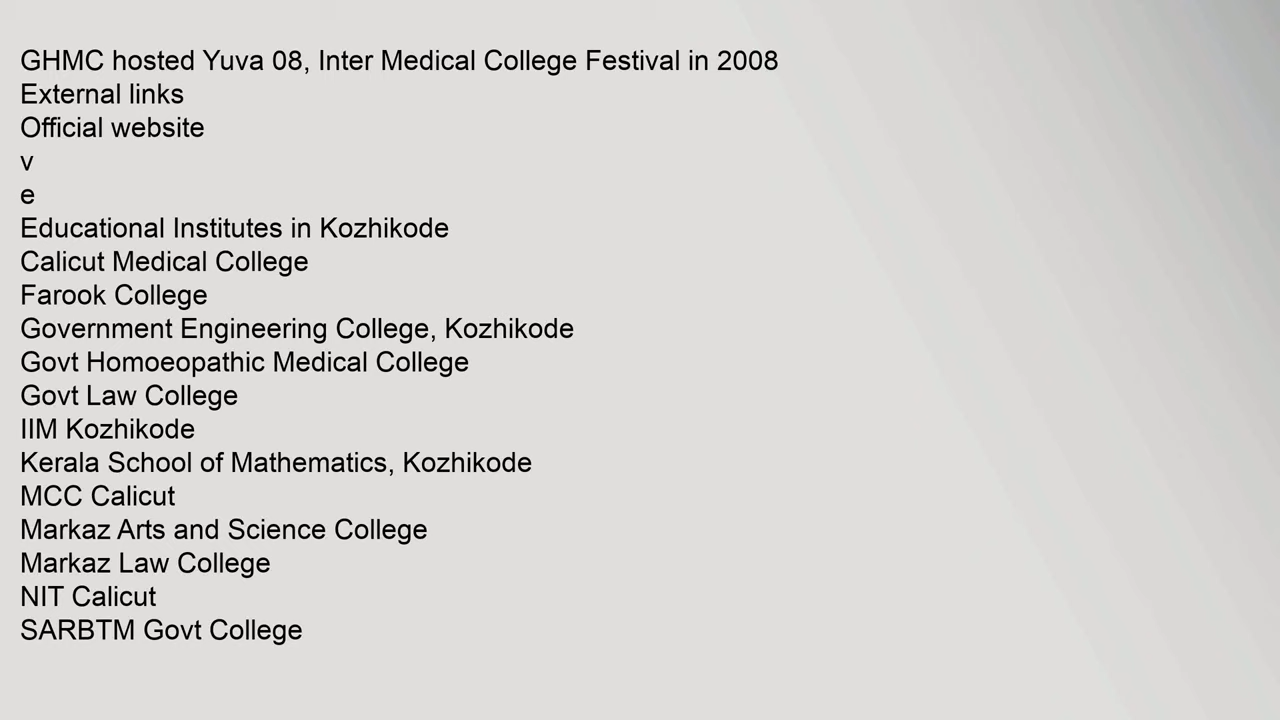 GHMC hosted Yuva 08, Inter Medical College Festival in 2008
External links
Official website
v
e
Educational Institutes in Kozhikode
Calicut Medical College
Farook College
Government Engineering College, Kozhikode
Govt Homoeopathic Medical College
Govt Law College
IIM Kozhikode
Kerala School of Mathematics, Kozhikode
MCC Calicut
Markaz Arts and Science College
Markaz Law College
NIT Calicut
SARBTM Govt College